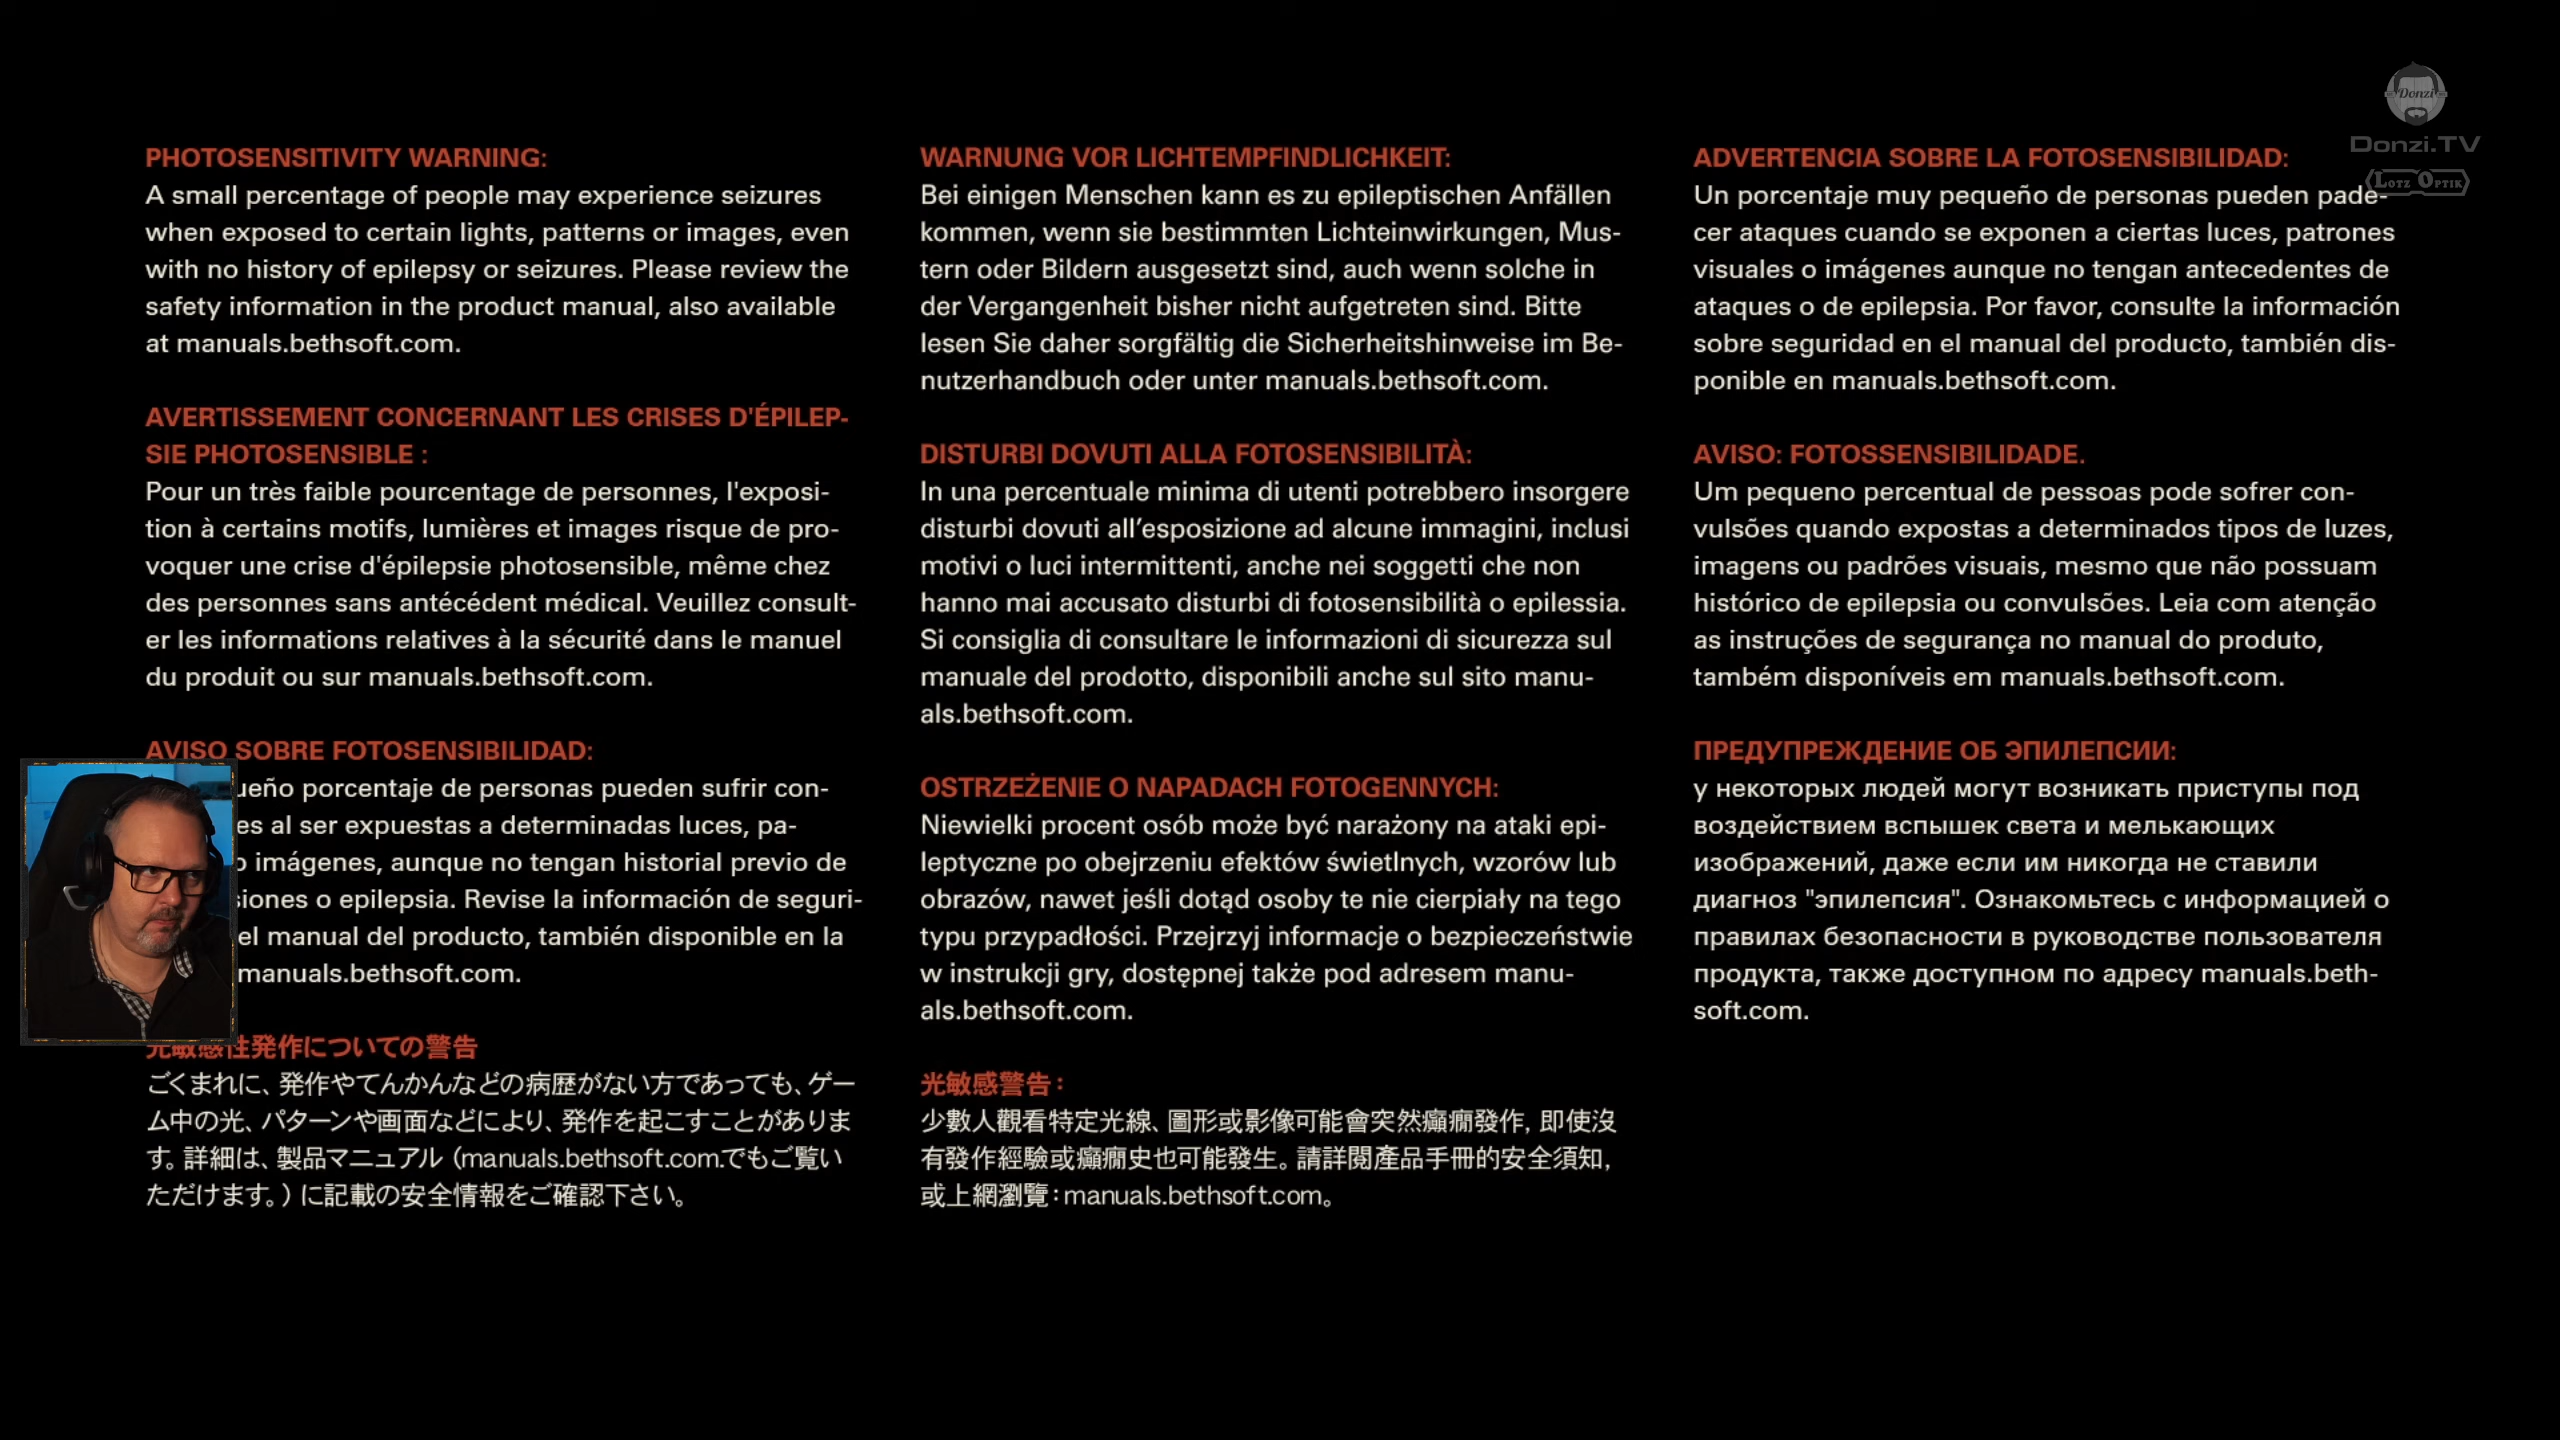 PHOTOSENSITIVITY WARNING:
A small percentage of people may experience seizures
when exposed to certain lights, patterns or images, even
with no history of epilepsy or seizures. Please review the
safety information in the product manual, also available
at manuals.bethsoft.com.
AVERTISSEMENT CONCERNANT LES CRISES D'ÉPILEP-
SIE PHOTOSENSIBLE :
Pour un très faible pourcentage de personnes, l'exposi-
tion à certains motifs, lumières et images risque de pro-
voquer une crise d'épilepsie photosensible, même chez
des personnes sans antécédent médical. Veuillez consult-
er les informations relatives à la sécurité dans le manuel
du produit ou sur manuals.bethsoft.com.
AVISO SOBRE FOTOSENSIBILIDAD:
porcentaje de personas pueden sufrir con-
al ser expuestas a determinadas luces, pa-
imágenes, aunque no tengan historial previo de
o epilepsia. Revise la información de seguri-
el manual del producto, también disponible en la
manuals.bethsoft.com.
光敏感性発作についての警告
ごくまれに、発作やてんかんなどの病歴がない方であっても、ゲー
ム中の光、パターンや画面などにより、発作を起こすことがありま
す。詳細は、製品マニュアル（manuals.bethsoft.com.でもご覧い
ただけます。）に記載の安全情報をご確認下さい。
WARNUNG VOR LICHTEMPFINDLICHKEIT:
Bei einigen Menschen kann es zu epileptischen Anfällen
kommen, wenn sie bestimmten Lichteinwirkungen, Mus-
tern oder Bildern ausgesetzt sind, auch wenn solche in
der Vergangenheit bisher nicht aufgetreten sind. Bitte
lesen Sie daher sorgfältig die Sicherheitshinweise im Be-
nutzerhandbuch oder unter manuals.bethsoft.com.
DISTURBI DOVUTI ALLA FOTOSENSIBILITÀ:
In una percentuale minima di utenti potrebbero insorgere
disturbi dovuti all’esposizione ad alcune immagini, inclusi
motivi o luci intermittenti, anche nei soggetti che non
hanno mai accusato disturbi di fotosensibilità o epilessia.
Si consiglia di consultare le informazioni di sicurezza sul
manuale del prodotto, disponibili anche sul sito manu-
als.bethsoft.com.
OSTRZEŻENIE O NAPADACH FOTOGENNYCH:
Niewielki procent osób może być narażony na ataki epi-
leptyczne po obejrzeniu efektów świetlnych, wzorów lub
obrazów, nawet jeśli dotąd osoby te nie cierpiały na tego
typu przypadłości. Przejrzyj informacje o bezpieczeństwie
w instrukcji gry, dostępnej także pod adresem manu-
als.bethsoft.com.
光敏感警告：
少數人觀看特定光線、圖形或影像可能會突然癲癇發作，即使沒
有發作經驗或癲癇史也可能發生。請詳閱產品手冊的安全須知，
或上網瀏覽：manuals.bethsoft.com。
ADVERTENCIA SOBRE LA FOTOSENSIBILIDAD:
Un porcentaje muy pequeño de personas pueden pade-
cer ataques cuando se exponen a ciertas luces, patrones
visuales o imágenes aunque no tengan antecedentes de
ataques o de epilepsia. Por favor, consulte la información
sobre seguridad en el manual del producto, también dis-
ponible en manuals.bethsoft.com.
AVISO: FOTOSSENSIBILIDADE.
Um pequeno percentual de pessoas pode sofrer con-
vulsões quando expostas a determinados tipos de luzes,
imagens ou padrões visuais, mesmo que não possuam
histórico de epilepsia ou convulsões. Leia com atenção
as instruções de segurança no manual do produto,
também disponíveis em manuals.bethsoft.com.
ПРЕДУПРЕЖДЕНИЕ ОБ ЭПИЛЕПСИИ:
у некоторых людей могут возникать приступы под
воздействием вспышек света и мелькающих
изображений, даже если им никогда не ставили
диагноз "эпилепсия". Ознакомьтесь с информацией о
правилах безопасности в руководстве пользователя
продукта, также доступном по адресу manuals.beth-
soft.com.
Donzi
Donzi.TV
LOTZ OPTIK